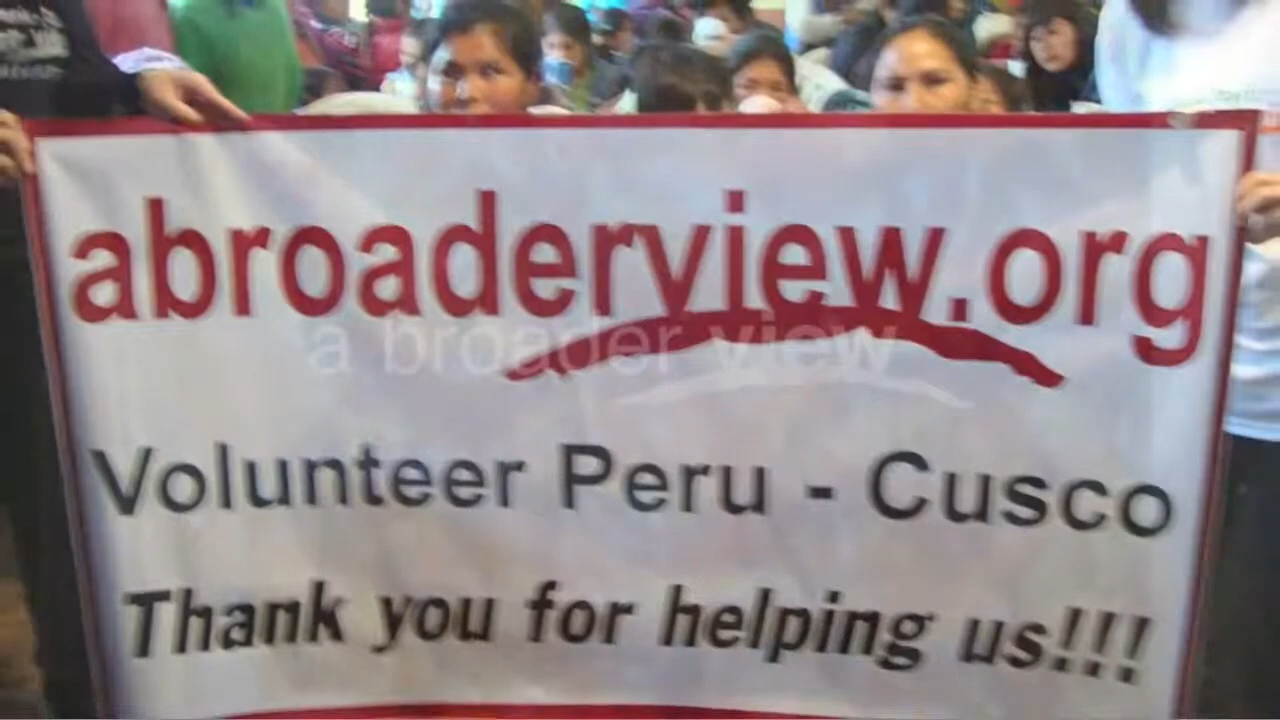 abroaderview.org
a broader view
Volunteer Peru - Cusco
Thank you for helping us!!!